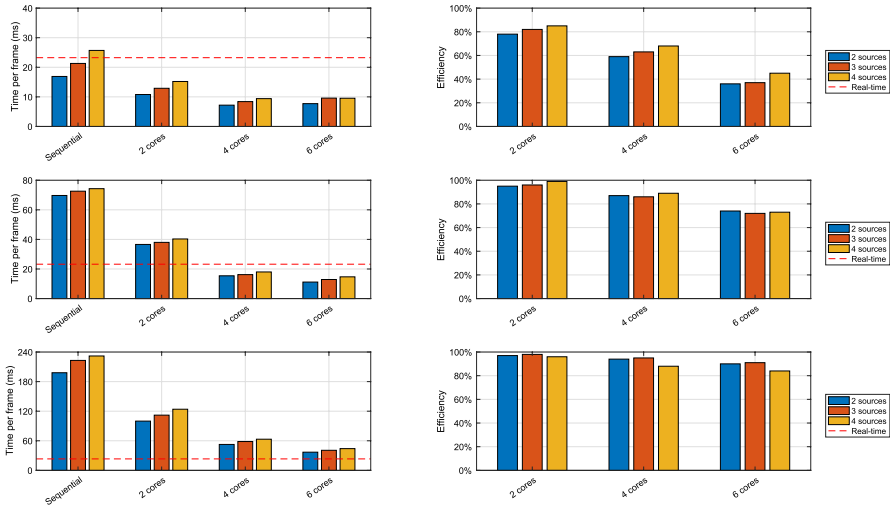 Time per frame (ms)
40
30
20
10
0
Sequential
2 cores
4 cores
6 cores
Efficiency
100%
80%
60%
40%
20%
0%
2 cores
4 cores
6 cores
2 sources
3 sources
4 sources
Real-time
Time per frame (ms)
80
60
40
20
0
Sequential
2 cores
4 cores
6 cores
Efficiency
100%
80%
60%
40%
20%
0%
2 cores
4 cores
6 cores
2 sources
3 sources
4 sources
Real-time
Time per frame (ms)
240
180
120
60
0
Sequential
2 cores
4 cores
6 cores
Efficiency
100%
80%
60%
40%
20%
0%
2 cores
4 cores
6 cores
2 sources
3 sources
4 sources
Real-time